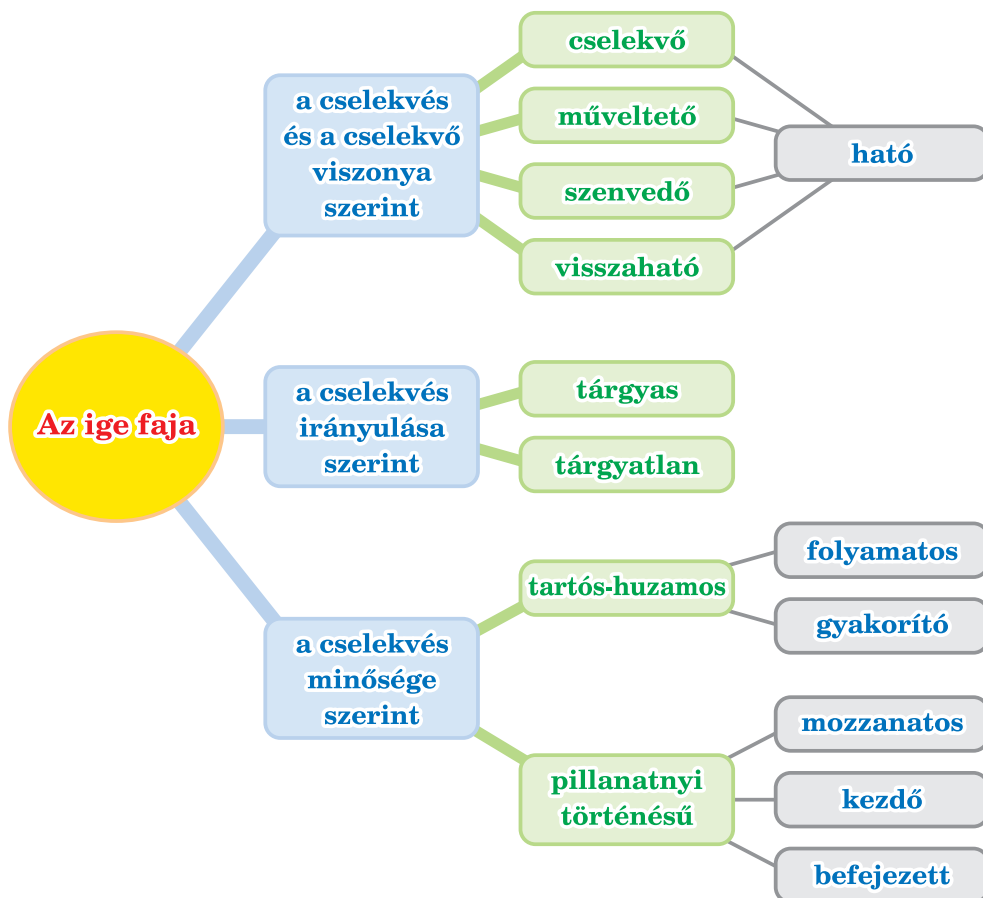 Az ige faja
a cselekvés
és a cselekvő
viszonya
szerint
cselekvő
műveltető
szenvedő
visszaható
ható
a cselekvés
irányulása
szerint
tárgyas
tárgyatlan
a cselekvés
minősége
szerint
tartós-huzamos
folyamatos
gyakorító
pillanatnyi
történésű
mozzanatos
kezdő
befejezett